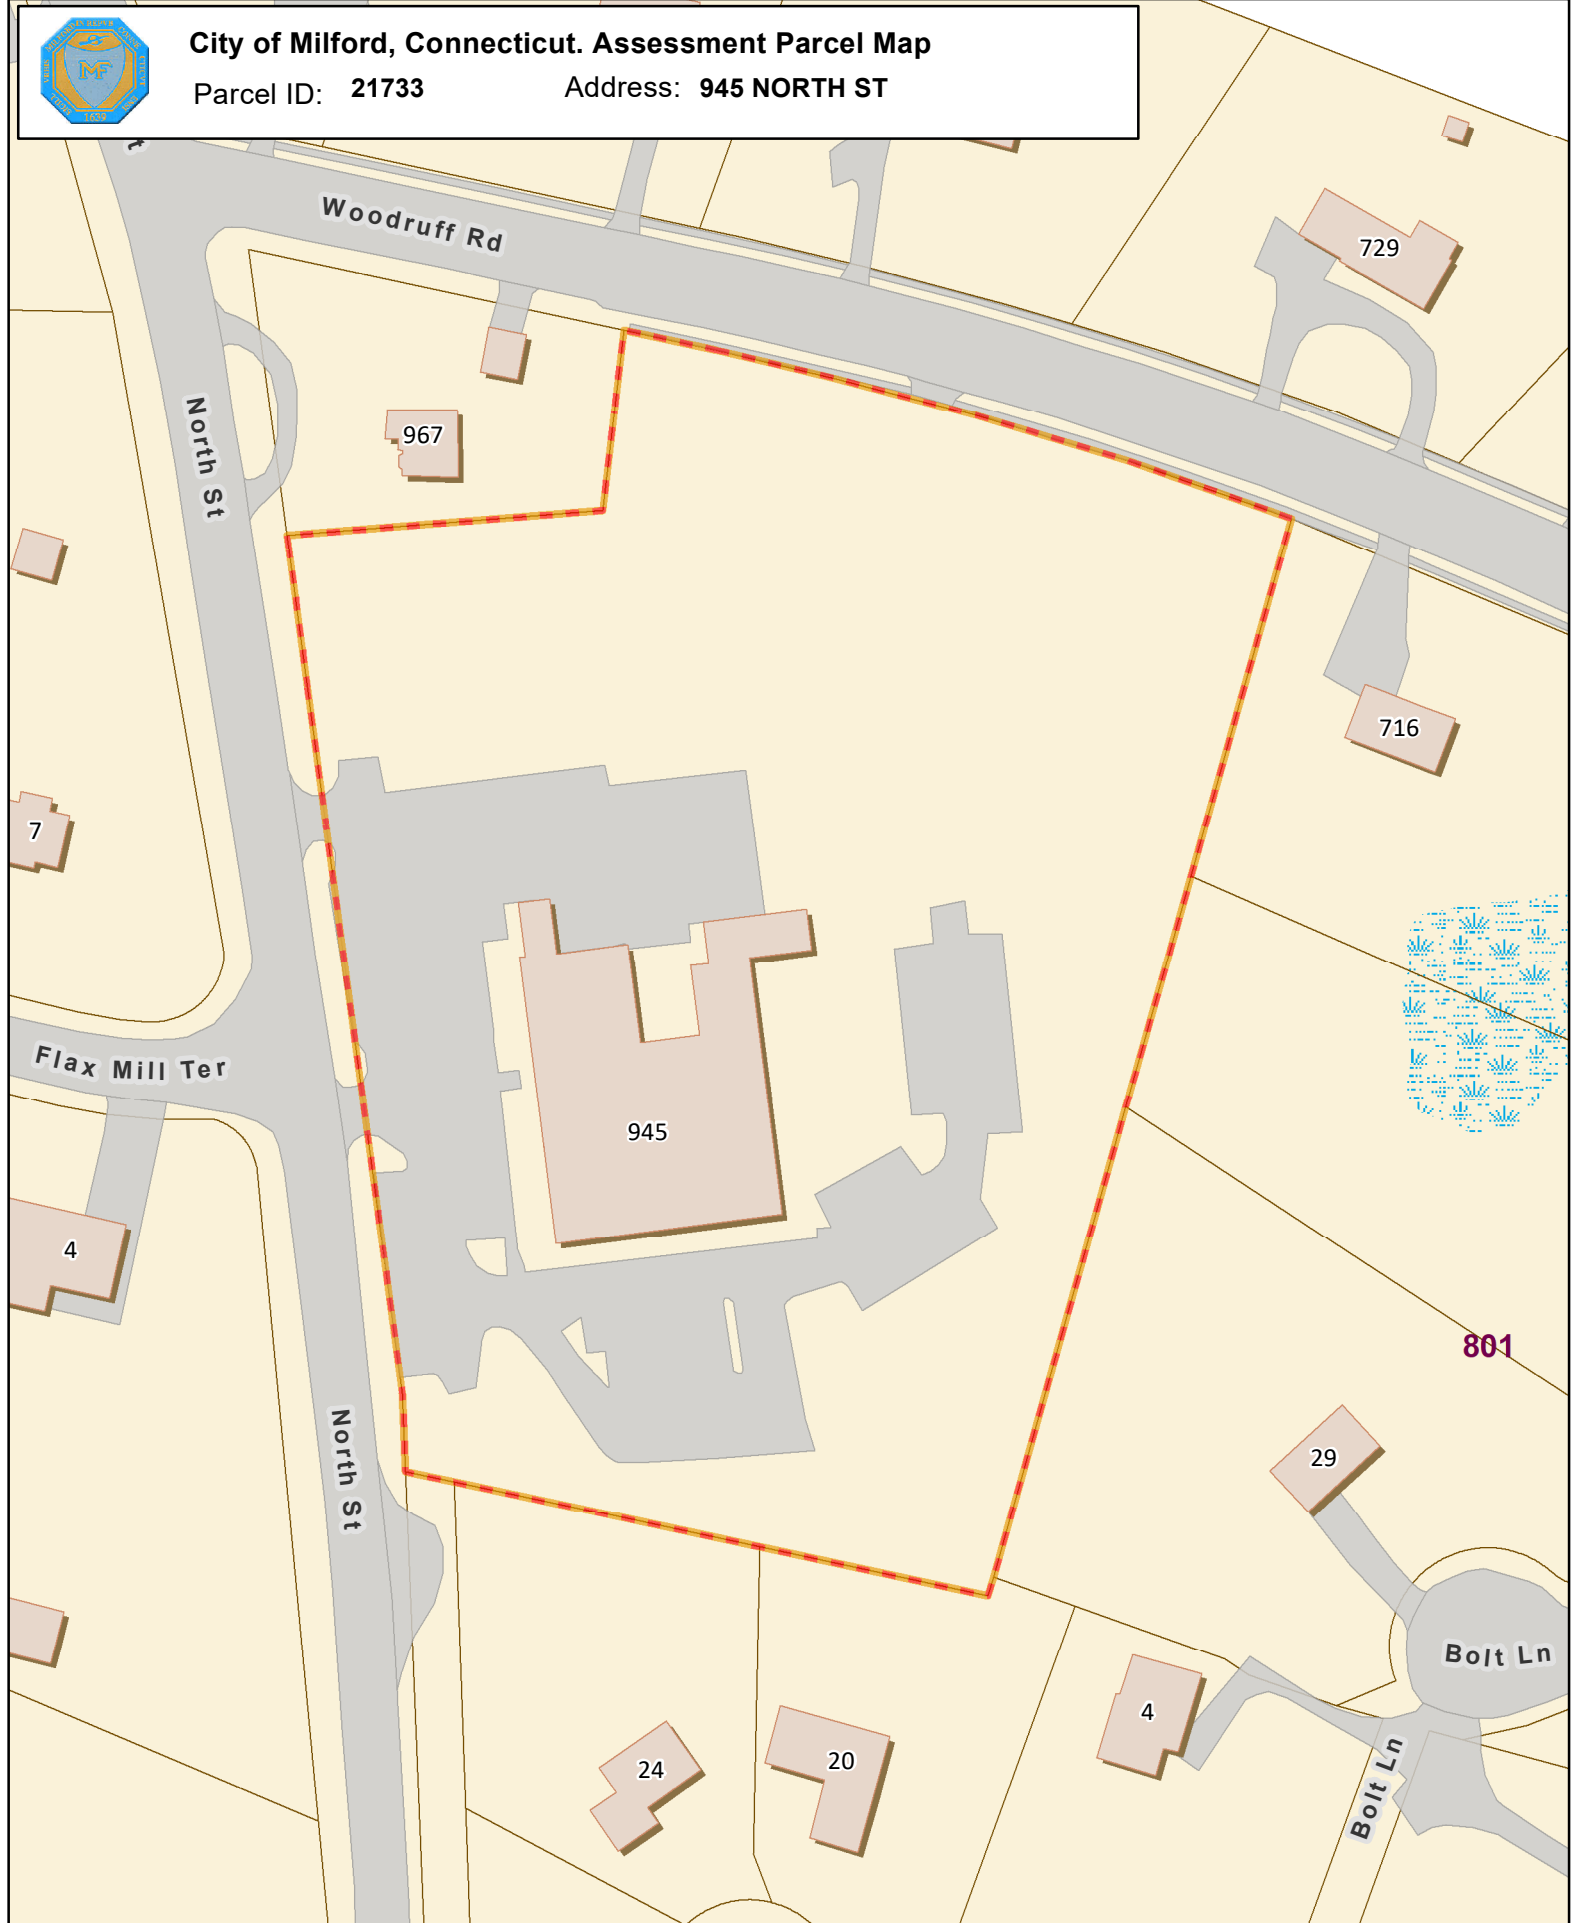 City of Milford, Connecticut. Assessment Parcel Map
Parcel ID: 21733 Address: 945 NORTH ST
1639
t
Woodruff Rd
729
967
North St
716
7
Flax Mill Ter
945
4
801
29
North St
Bolt Ln
4
24
20
Bolt Ln